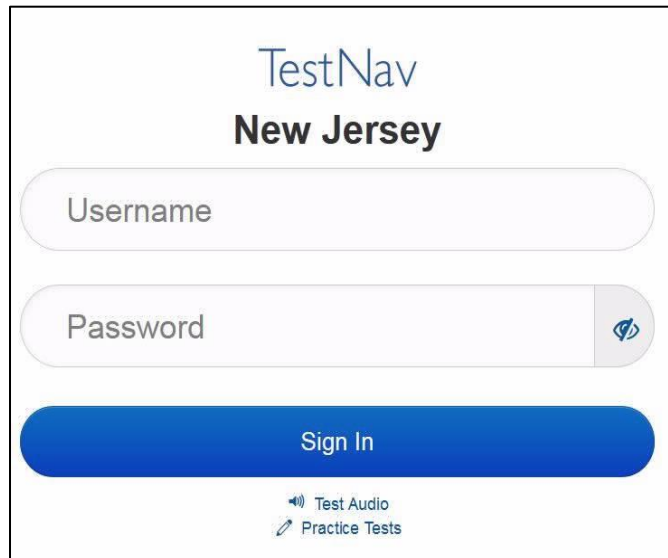 TestNav
New Jersey
Username
Password
Sign In
Test Audio
Practice Tests